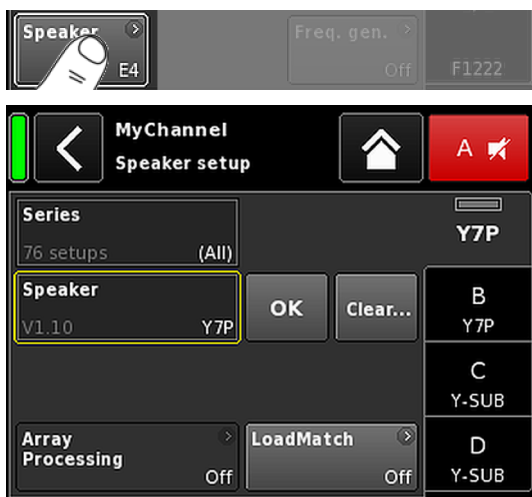 Speaker
Freq. gen.
E4
Off
F1222
MyChannel
Speaker setup
A
Series
76 setups (All)
Y7P
Speaker
V1.10 Y7P
OK
Clear...
B
Y7P
C
Y-SUB
Array
Processing
Off
LoadMatch
Off
D
Y-SUB